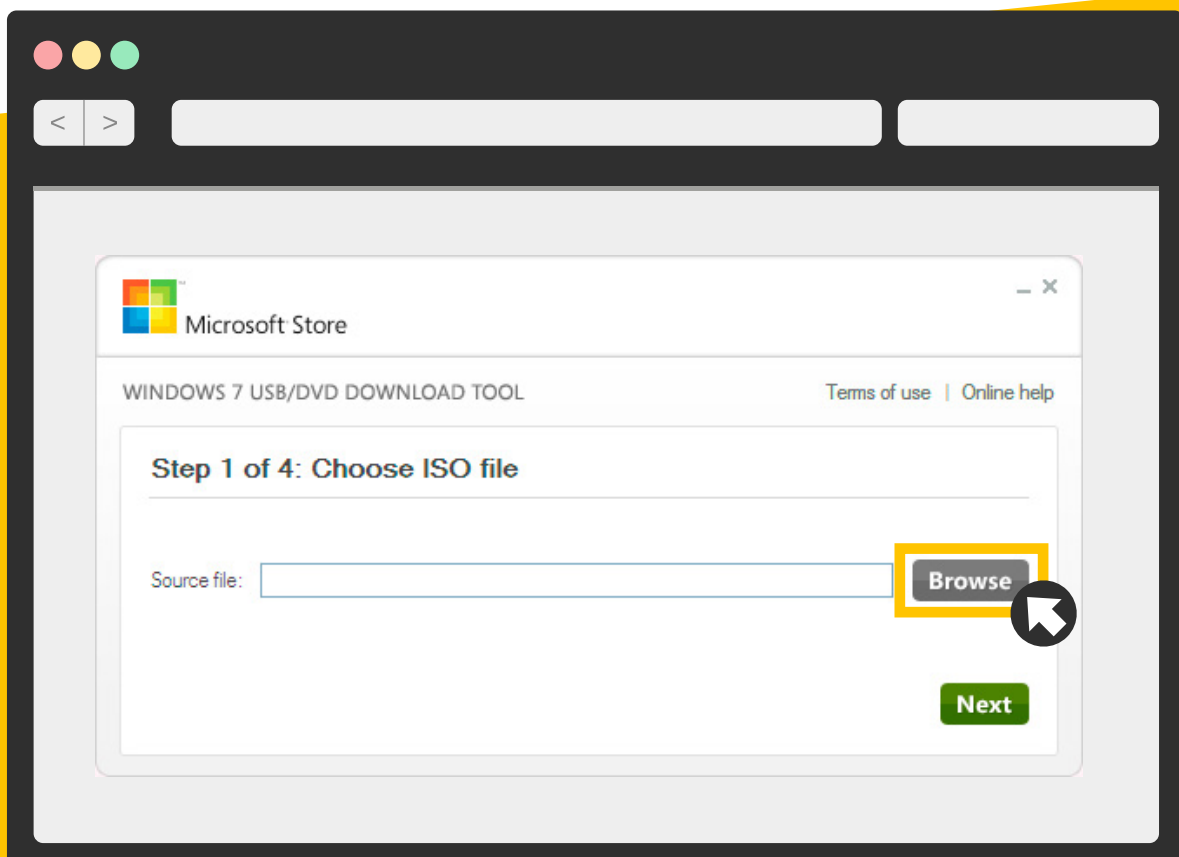 < >
™
Microsoft Store
WINDOWS 7 USB/DVD DOWNLOAD TOOL
Terms of use | Online help
Step 1 of 4: Choose ISO file
Source file:
Browse
Next